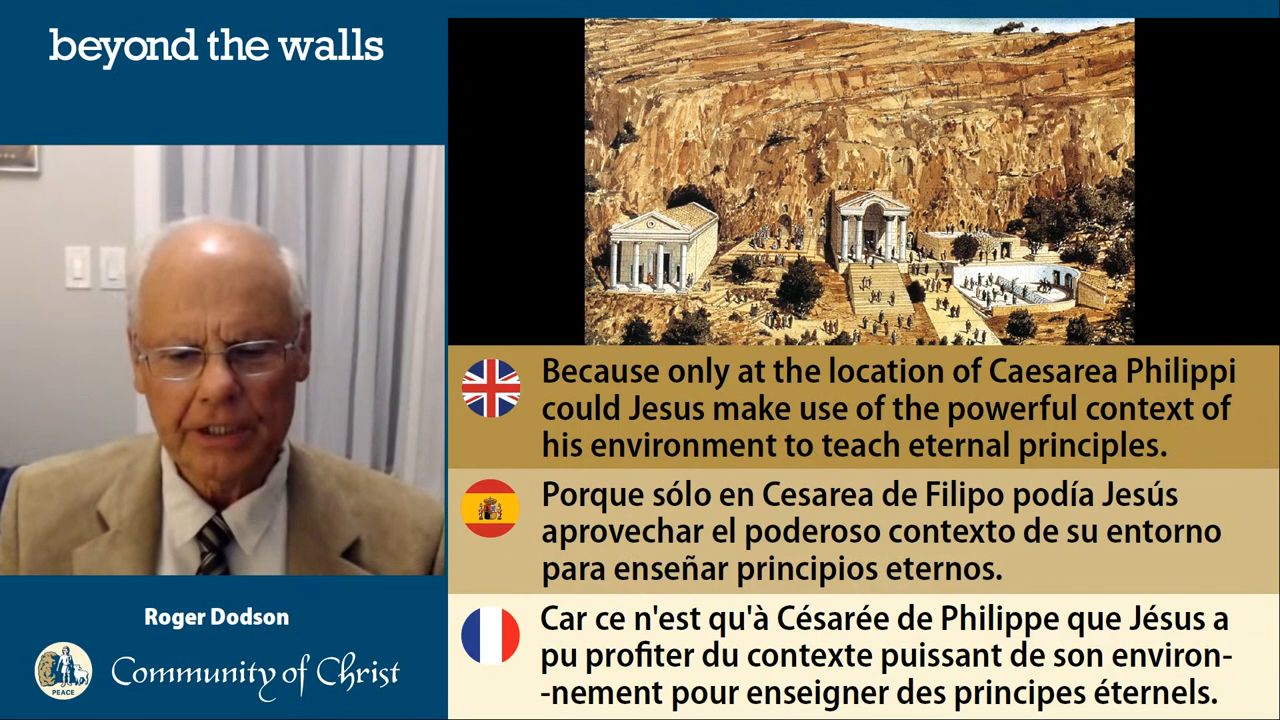 beyond the walls
Because only at the location of Caesarea Philippi
could Jesus make use of the powerful context of
his environment to teach eternal principles.
Porque sólo en Cesarea de Filipo podía Jesús
aprovechar el poderoso contexto de su entorno
para enseñar principios eternos.
Car ce n'est qu'à Césarée de Philippe que Jésus a
pu profiter du contexte puissant de son environ-
-nement pour enseigner des principes éternels.
Roger Dodson
Community of Christ
PEACE